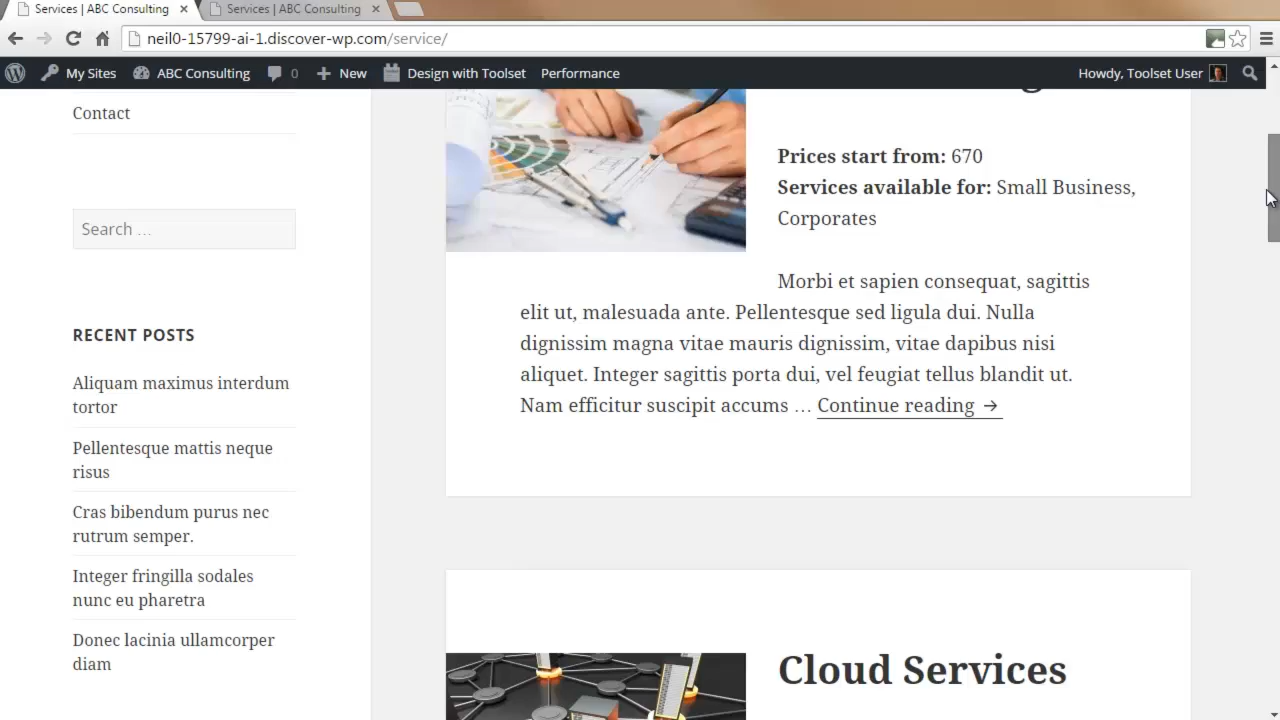 Services | ABC Consulting
Services | ABC Consulting
neil0-15799-ai-1.discover-wp.com/service/
My Sites
ABC Consulting
0
New
Design with Toolset
Performance
Howdy, Toolset User
Contact
Search …
RECENT POSTS
Aliquam maximus interdum
tortor
Pellentesque mattis neque
risus
Cras bibendum purus nec
rutrum semper.
Integer fringilla sodales
nunc eu pharetra
Donec lacinia ullamcorper
diam
Prices start from: 670
Services available for: Small Business,
Corporates
Morbi et sapien consequat, sagittis
elit ut, malesuada ante. Pellentesque sed ligula dui. Nulla
dignissim magna vitae mauris dignissim, vitae dapibus nisi
aliquet. Integer sagittis porta dui, vel feugiat tellus blandit ut.
Nam efficitur suscipit accums … Continue reading →
Cloud Services